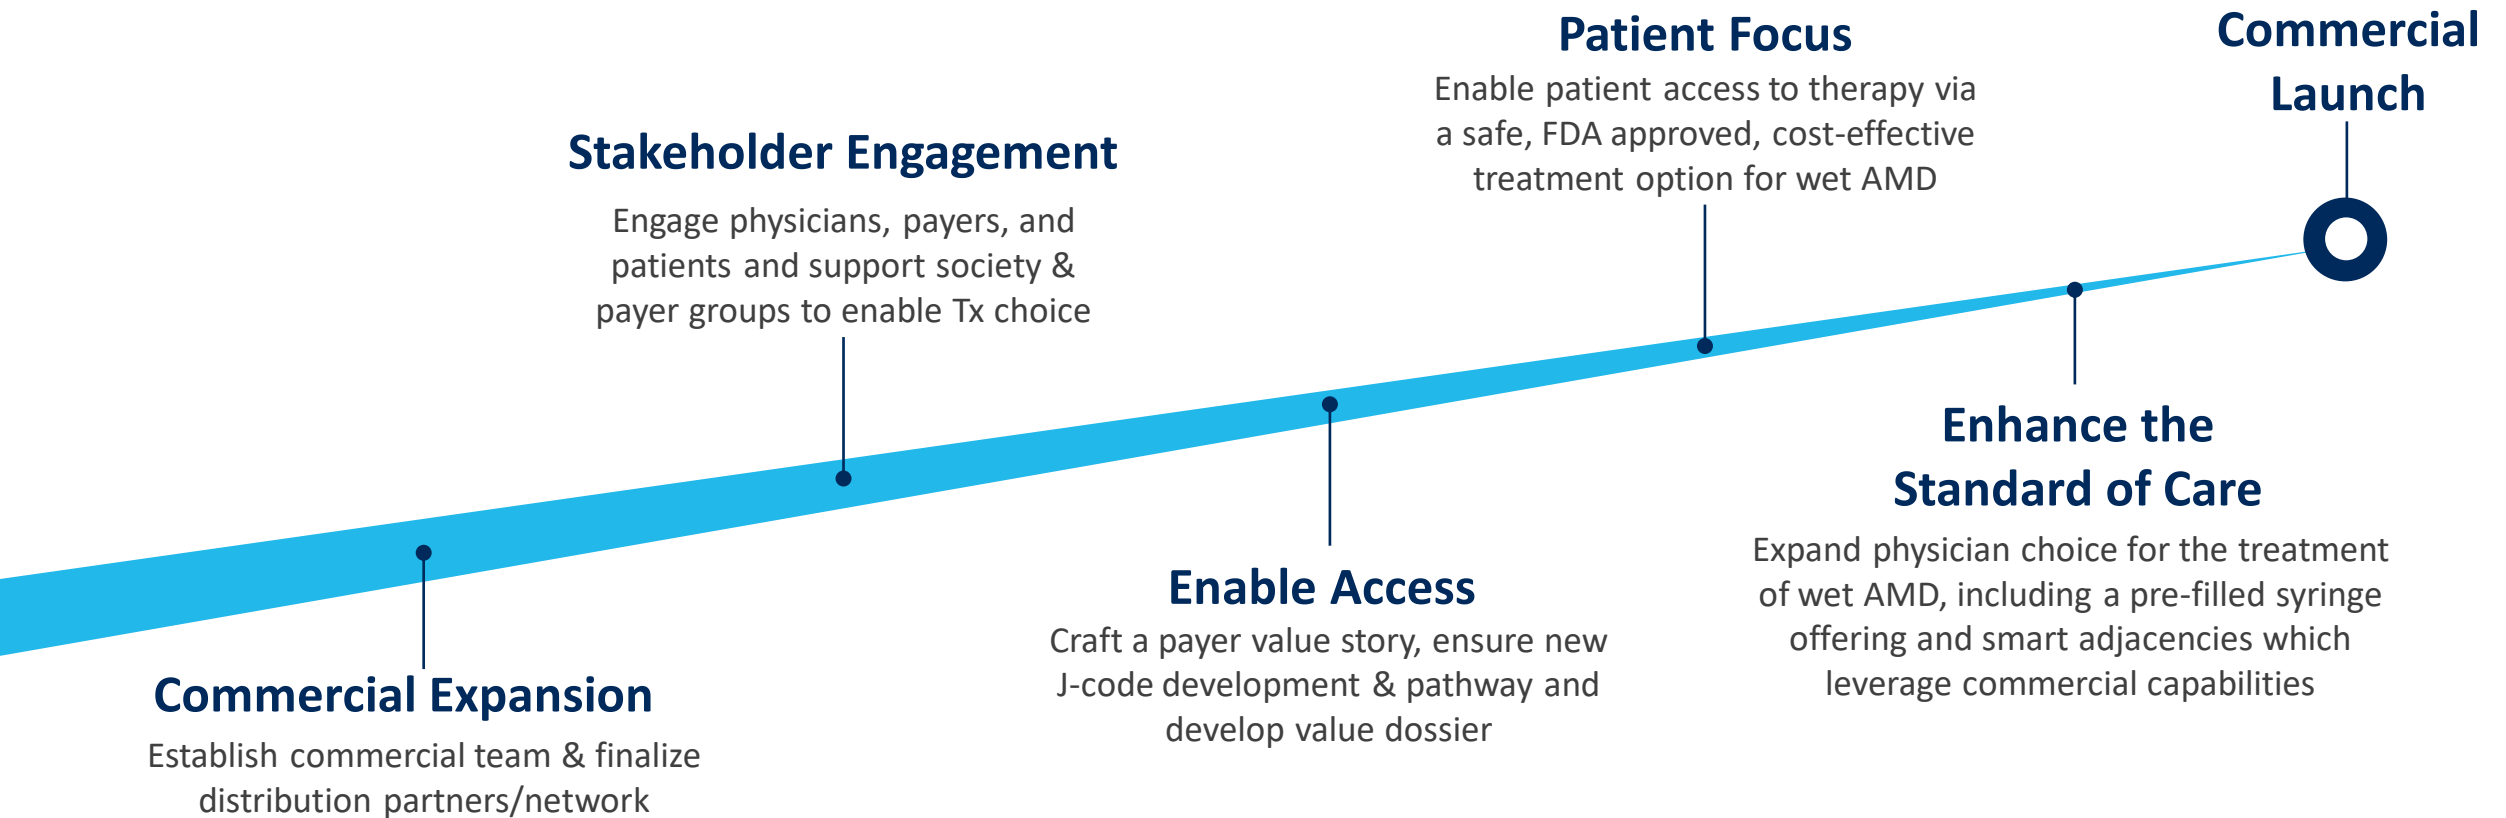 Commercial Expansion
Establish commercial team & finalize
distribution partners/network
Stakeholder Engagement
Engage physicians, payers, and
patients and support society &
payer groups to enable Tx choice
Enable Access
Craft a payer value story, ensure new
J-code development & pathway and
develop value dossier
Patient Focus
Enable patient access to therapy via
a safe, FDA approved, cost-effective
treatment option for wet AMD
Enhance the
Standard of Care
Expand physician choice for the treatment
of wet AMD, including a pre-filled syringe
offering and smart adjacencies which
leverage commercial capabilities
Commercial
Launch